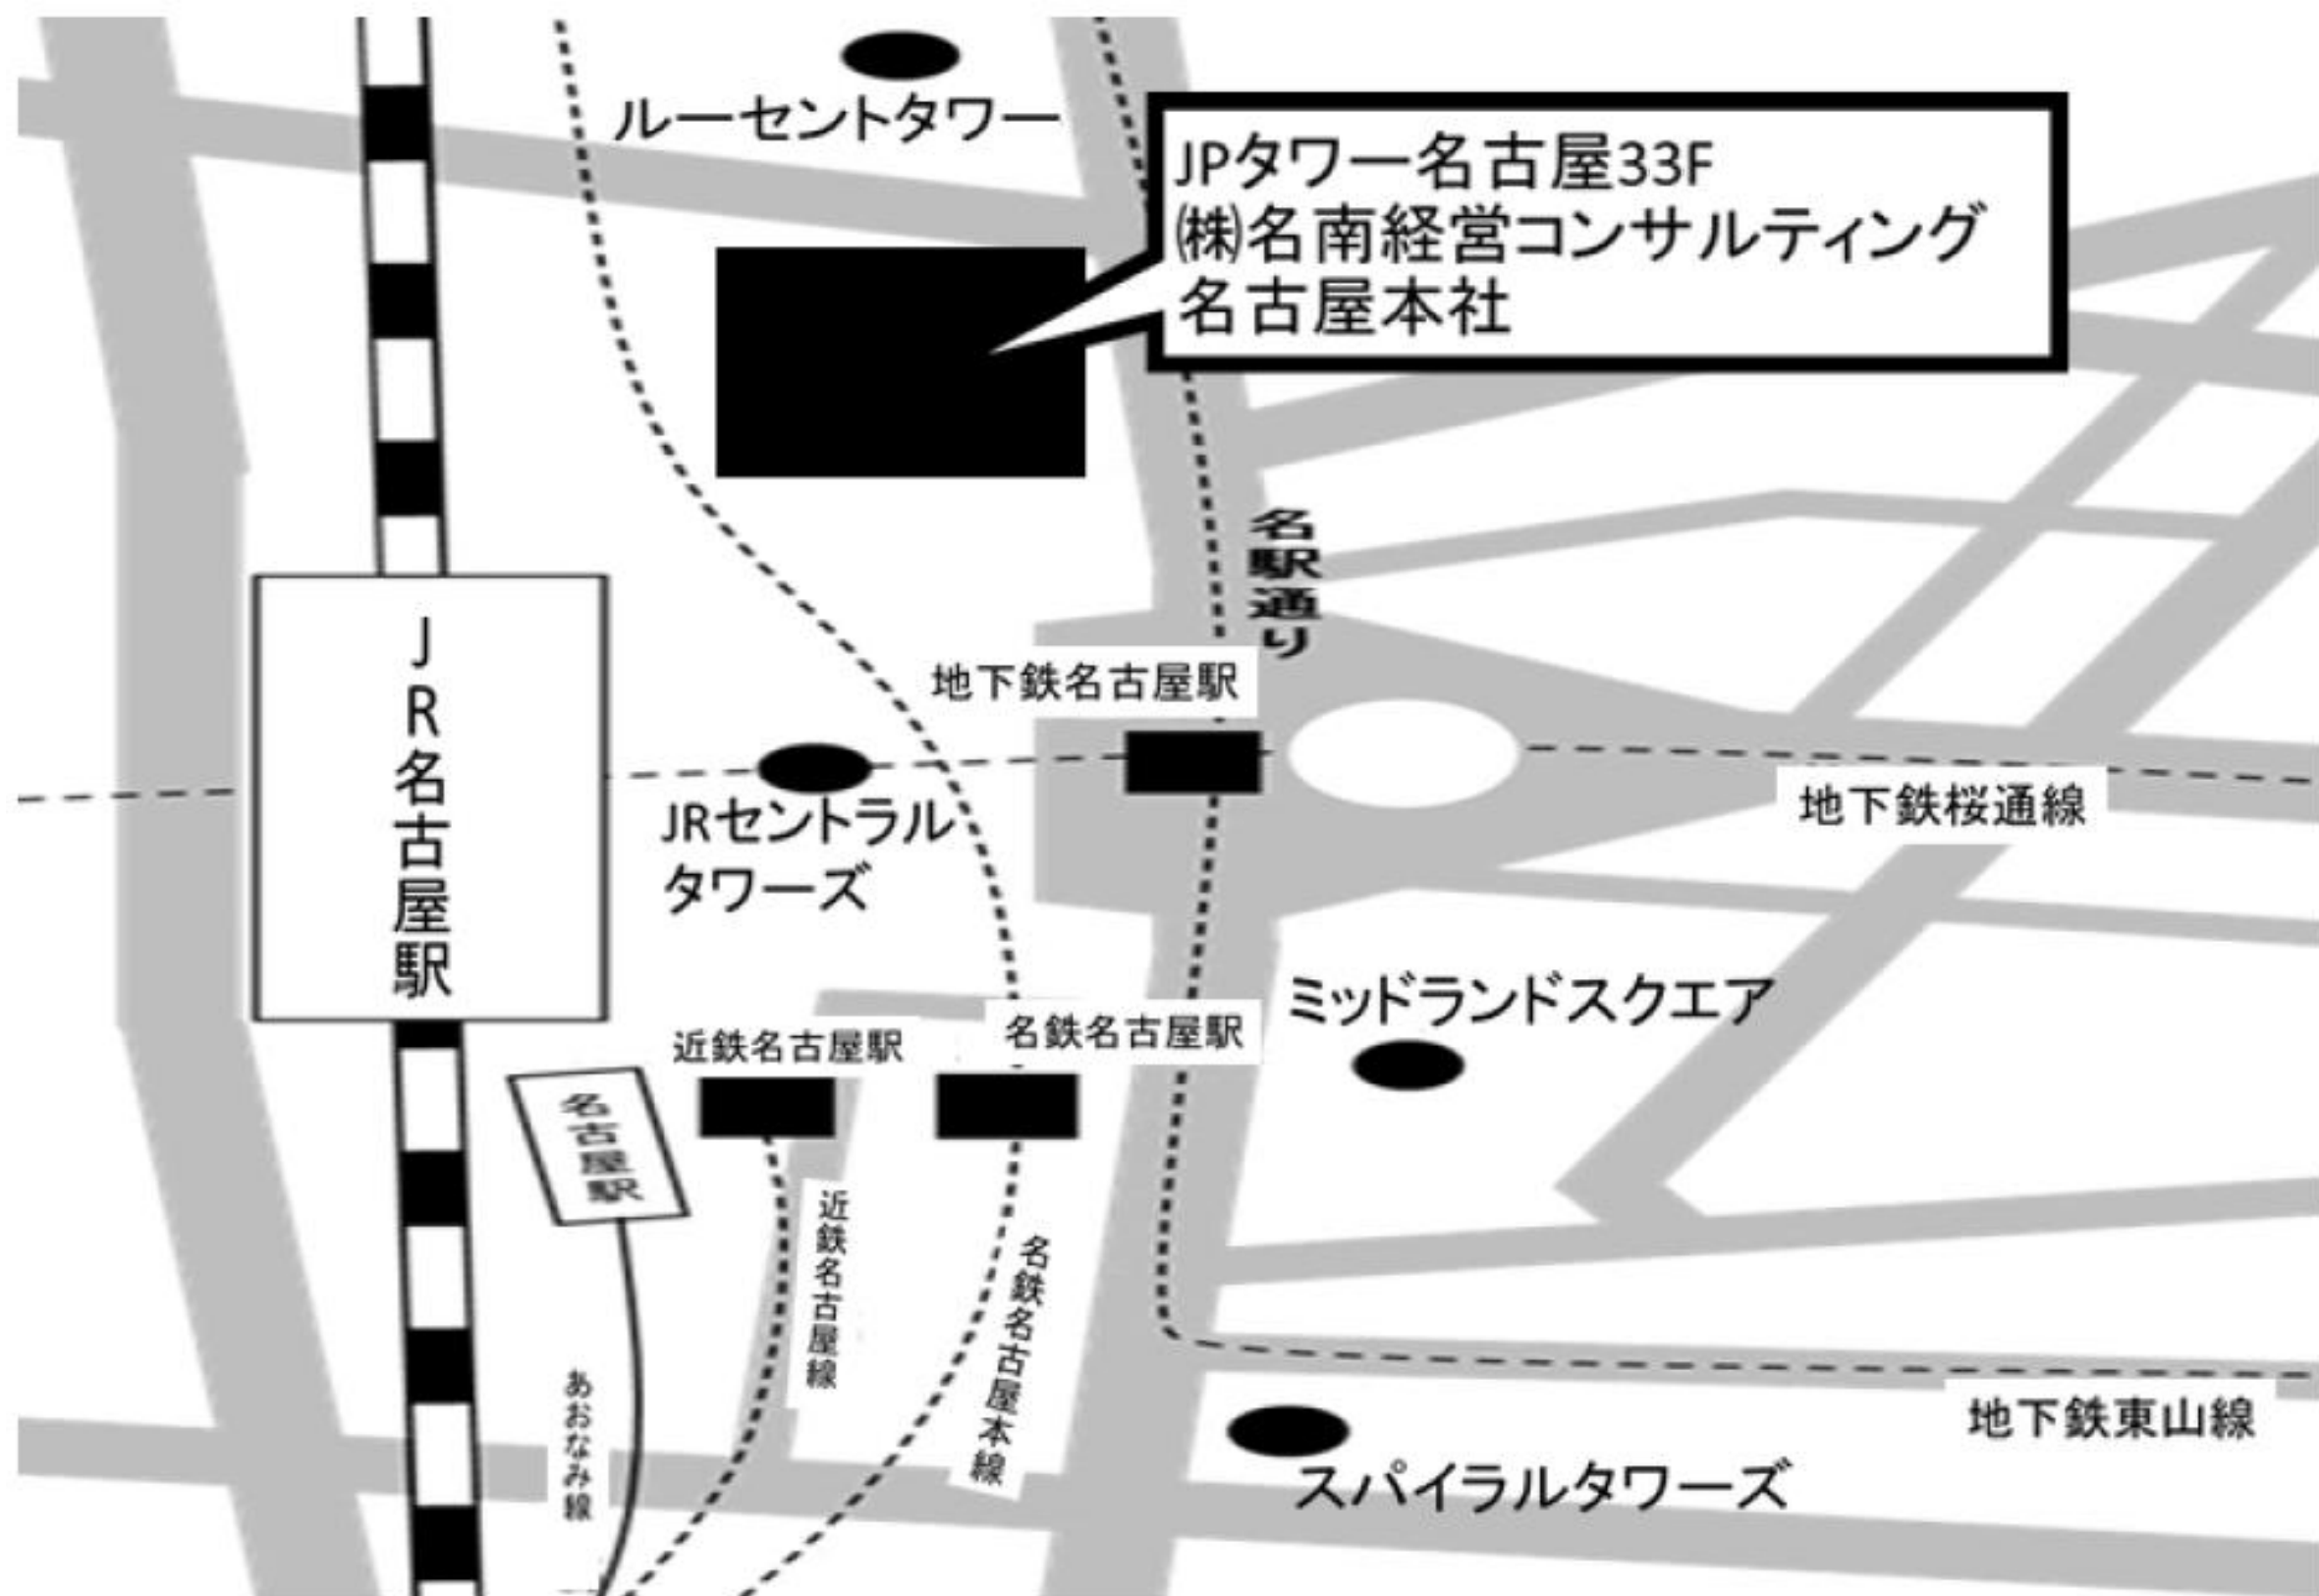 ルーセントタワー
JPタワー名古屋33F
㈱名南経営コンサルティング
名古屋本社
名駅通り
JR名古屋駅
地下鉄名古屋駅
JRセントラル
タワーズ
地下鉄桜通線
ミッドランドスクエア
近鉄名古屋駅
名鉄名古屋駅
名古屋駅
近鉄名古屋線
名鉄名古屋本線
あおなみ線
地下鉄東山線
スパイラルタワーズ